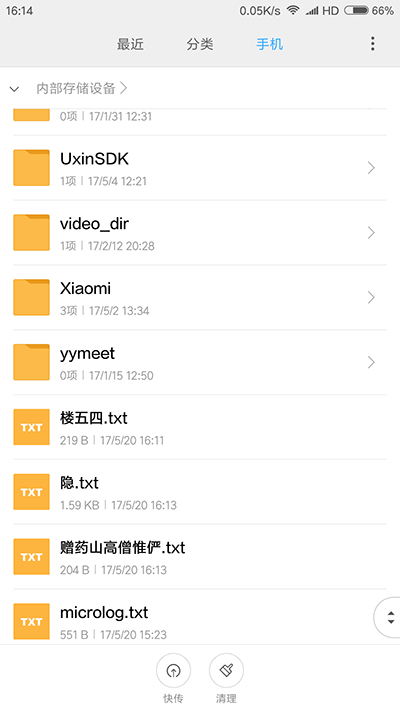 16:14
0.05K/s HD 66%
最近 分类 手机
内部存储设备
0项 | 17/1/31 12:31
UxinSDK
1项 | 17/5/4 12:21
video_dir
1项 | 17/2/12 20:28
Xiaomi
3项 | 17/5/2 13:34
yymeet
0项 | 17/1/15 12:50
TXT
楼五四.txt
219 B | 17/5/20 16:11
TXT
隐.txt
1.59 KB | 17/5/20 16:13
TXT
赠药山高僧惟俨.txt
204 B | 17/5/20 16:13
TXT
microlog.txt
551 B | 17/5/20 15:23
快传 清理